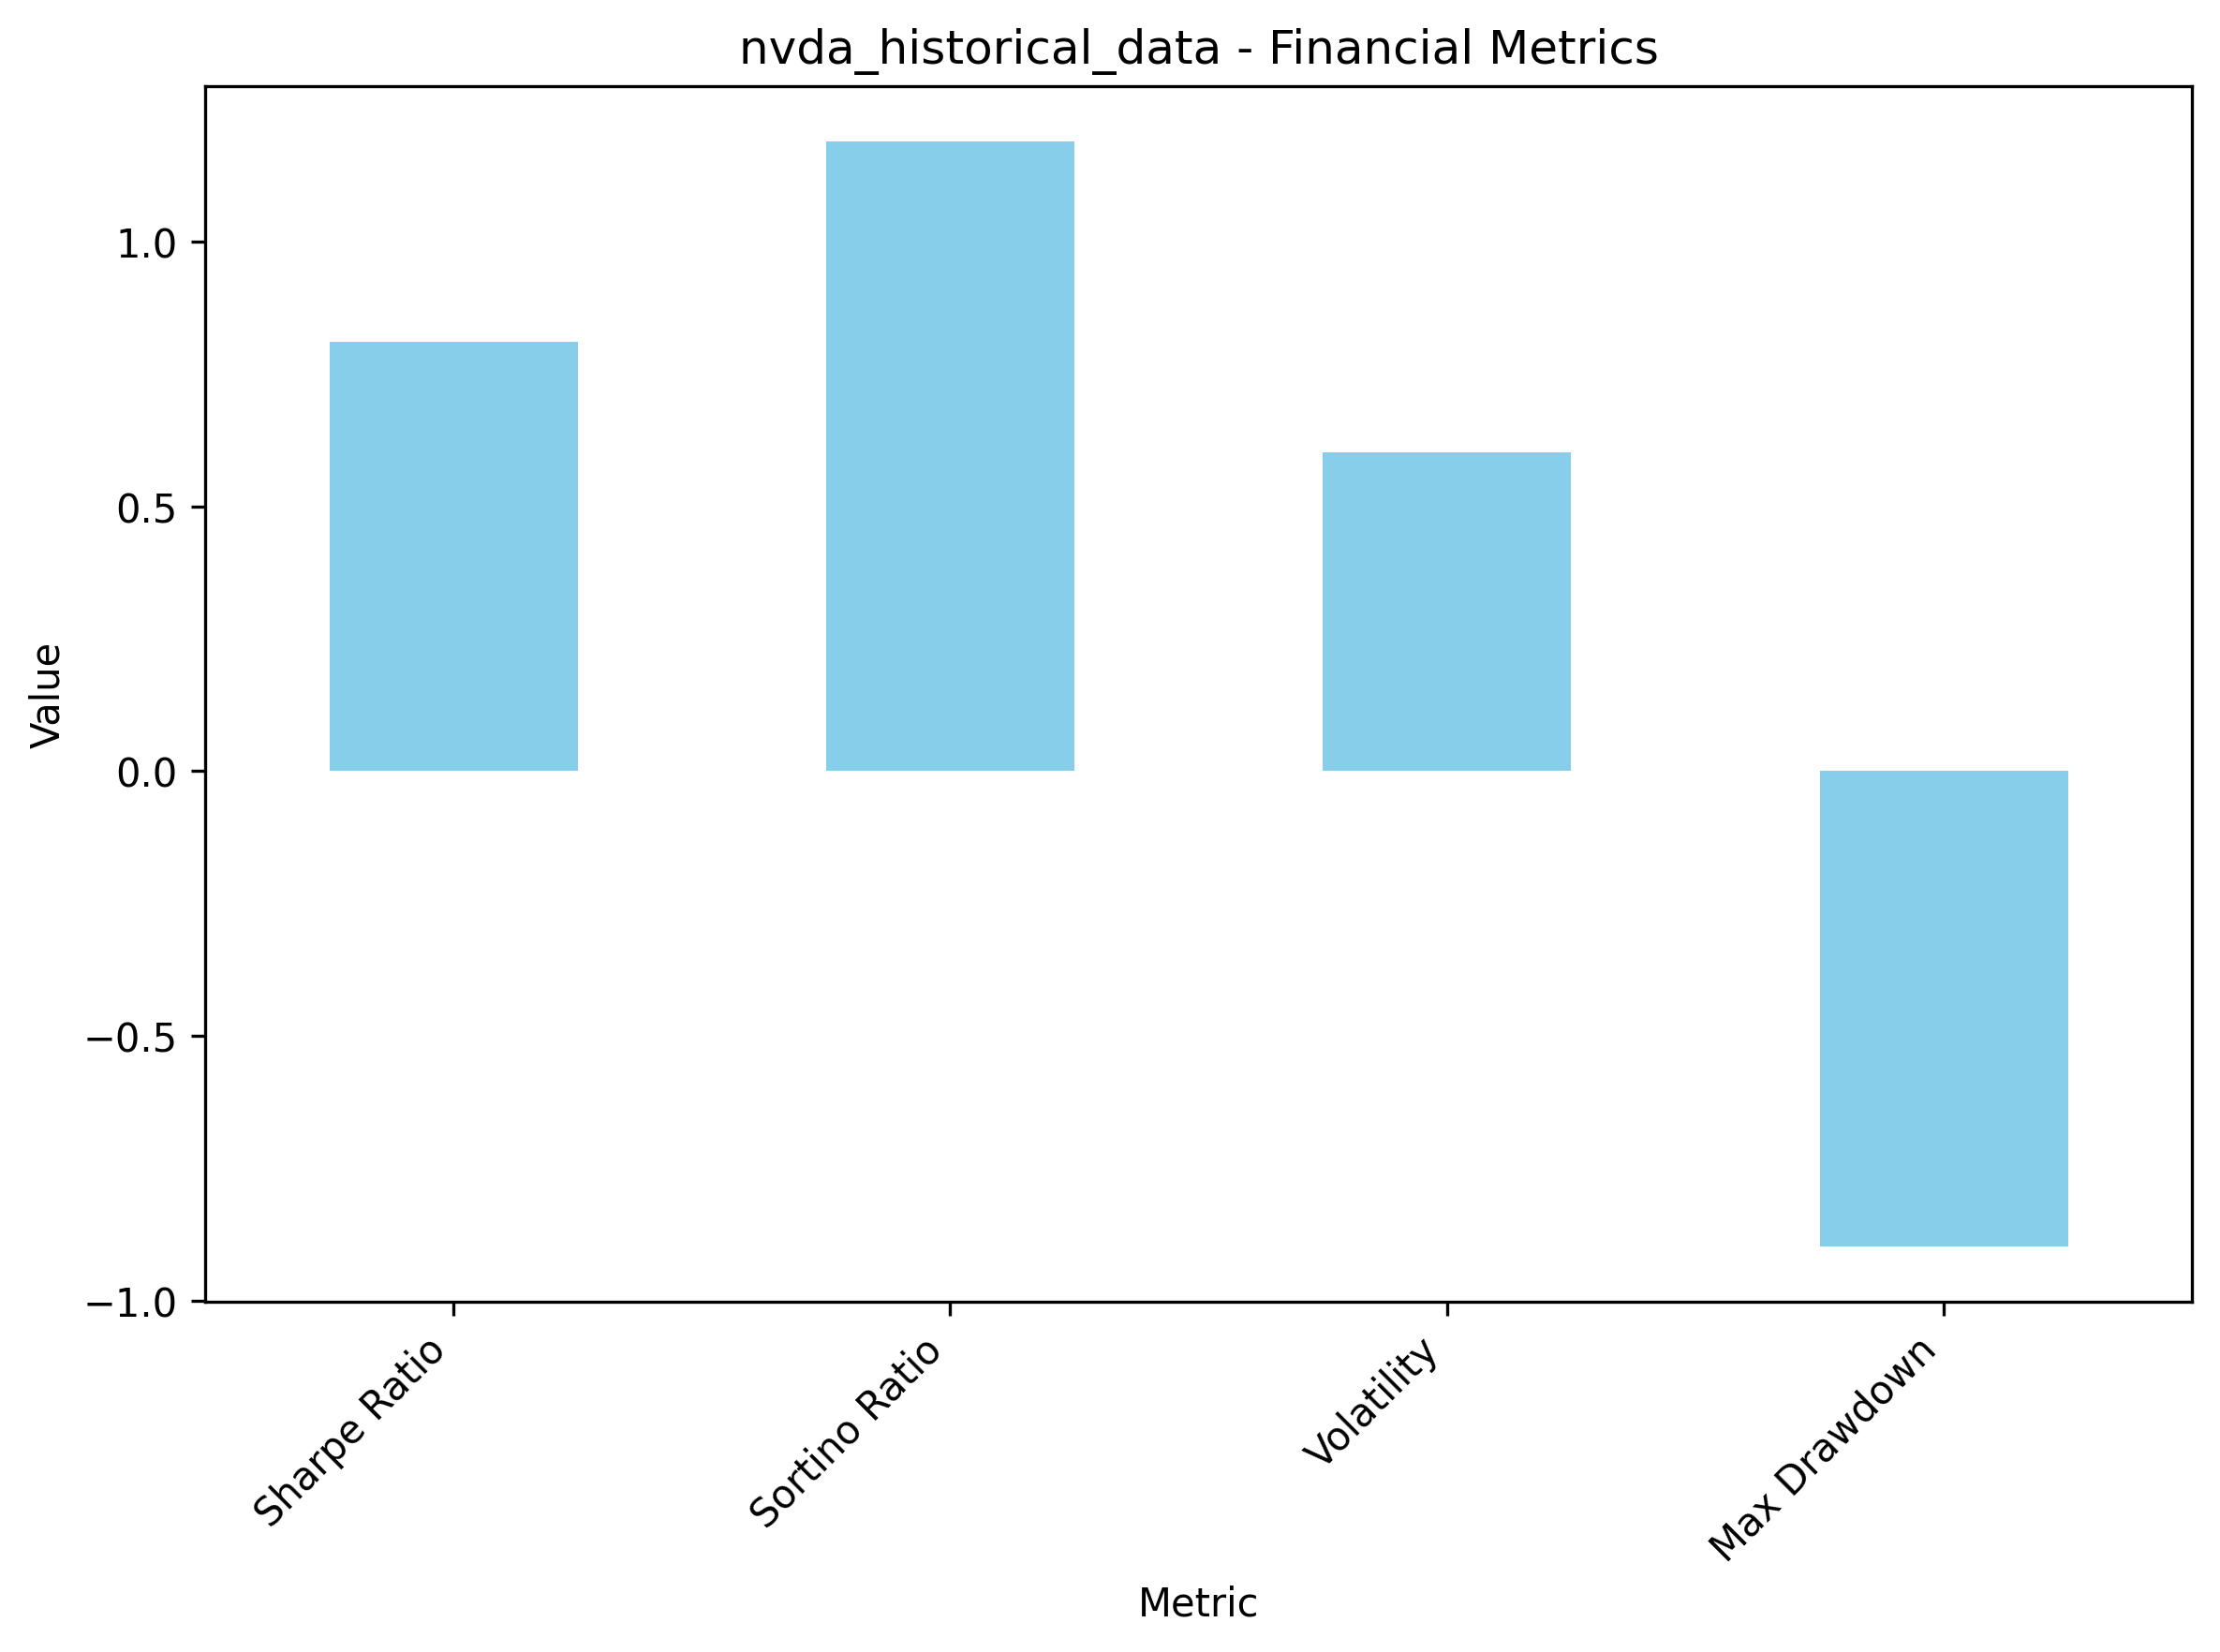 nvda_historical_data - Financial Metrics
Value
1.0
0.5
0.0
−0.5
−1.0
Sharpe Ratio
Sortino Ratio
Volatility
Max Drawdown
Metric